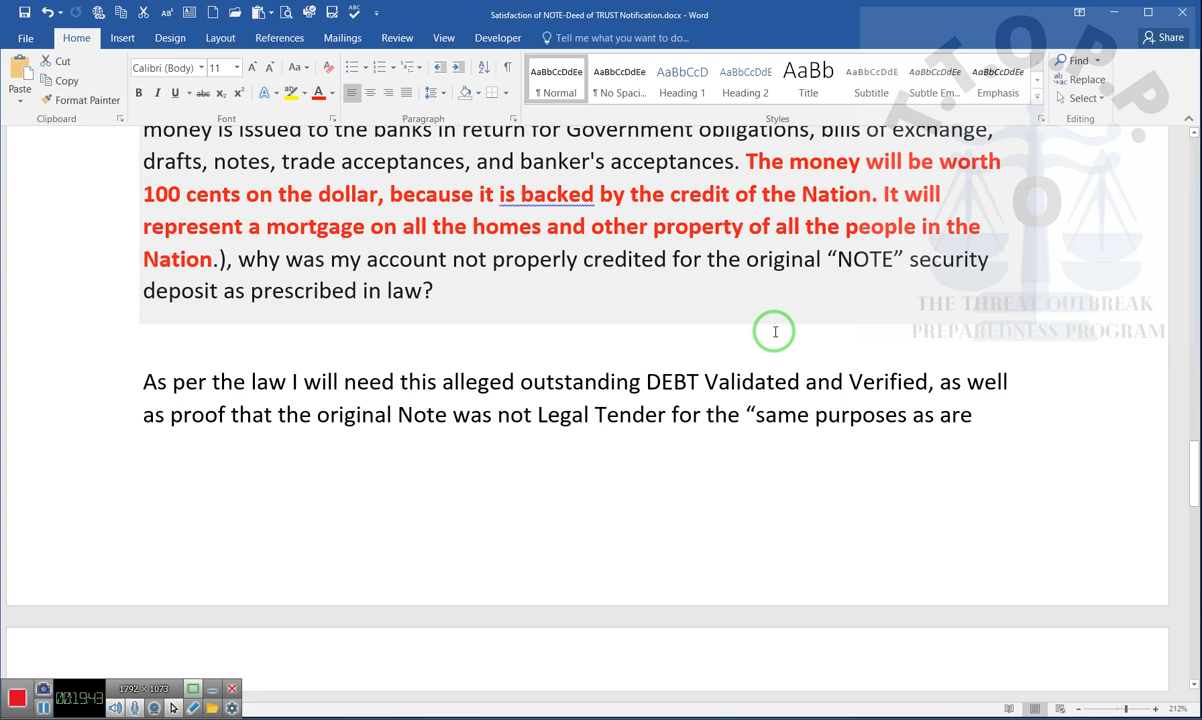 Satisfaction of NOTE-Deed of TRUST Notification.docx - Word
File Home Insert Design Layout References Mailings Review View Developer Tell me what you want to do... Share
Paste
Cut
Copy
Format Painter
Clipboard
Calibri (Body) 11
Font
Paragraph
AaBbCcDdEe AaBbCcDdEe AaBbCcD AaBbCcDdE AaBb AaBbCcDdE AaBbCcDdEe AaBbCcDdEe
¶ Normal ¶ No Spaci... Heading 1 Heading 2 Title Subtitle Subtle Em... Emphasis
Styles
Find
Replace
Select
Editing
T.T.O.P.P.
O
THE THREAT OUTBREAK
PREPAREDNESS PROGRAM
money is issued to the banks in return for Government obligations, bills of exchange,
drafts, notes, trade acceptances, and banker's acceptances. The money will be worth
100 cents on the dollar, because it is backed by the credit of the Nation. It will
represent a mortgage on all the homes and other property of all the people in the
Nation.), why was my account not properly credited for the original “NOTE” security
deposit as prescribed in law?
As per the law I will need this alleged outstanding DEBT Validated and Verified, as well
as proof that the original Note was not Legal Tender for the “same purposes as are
1792 x 1073
212%